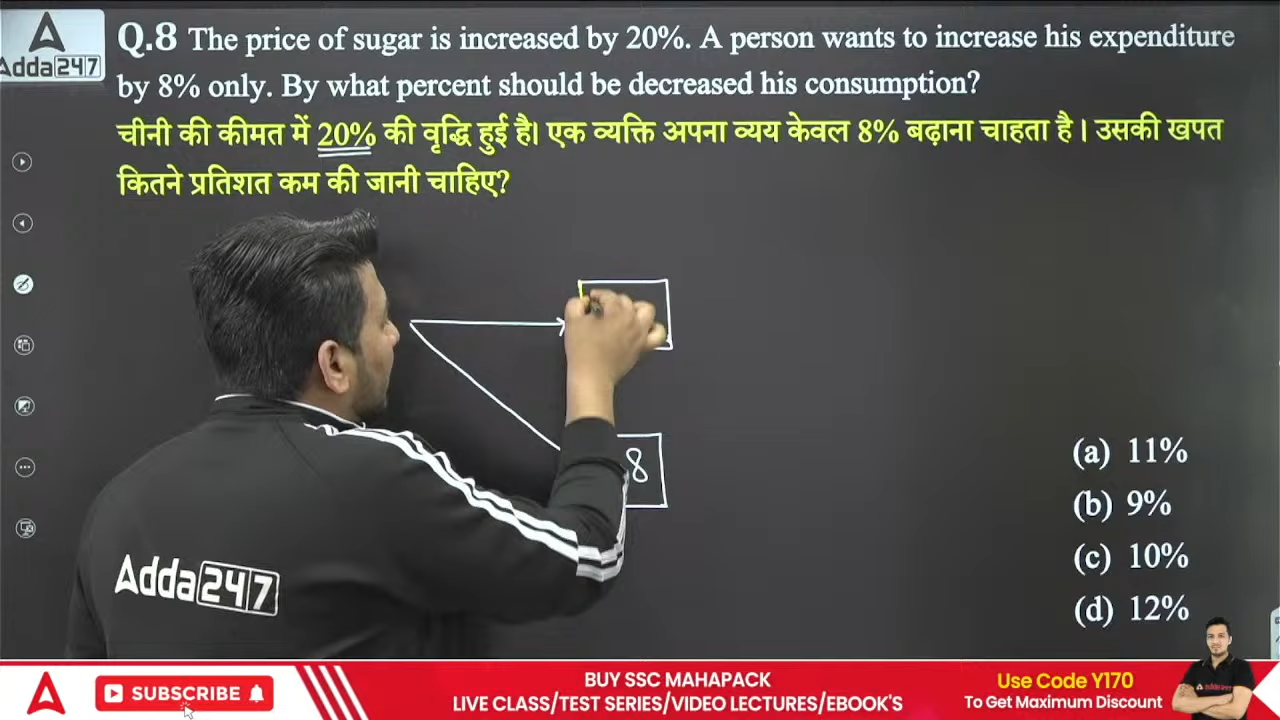 Adda247
Q.8 The price of sugar is increased by 20%. A person wants to increase his expenditure
by 8% only. By what percent should be decreased his consumption?
चीनी की कीमत में 20% की वृद्धि हुई है। एक व्यक्ति अपना व्यय केवल 8% बढ़ाना चाहता है। उसकी खपत
कितने प्रतिशत कम की जानी चाहिए?
8
(a) 11%
(b) 9%
(c) 10%
(d) 12%
Adda247
SUBSCRIBE
BUY SSC MAHAPACK
LIVE CLASS/TEST SERIES/VIDEO LECTURES/EBOOK'S
Use Code Y170
To Get Maximum Discount